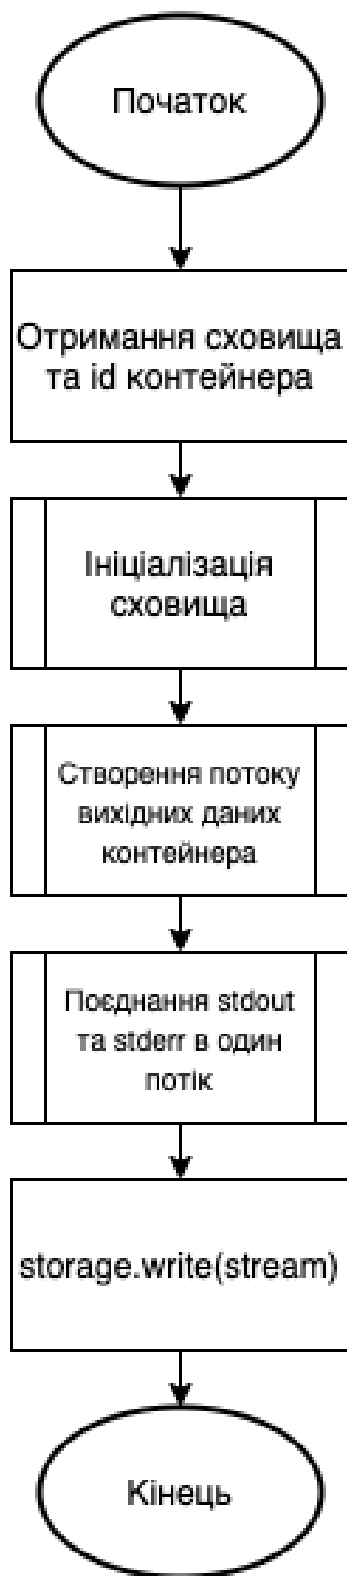 Початок
Отримання сховища
та id контейнера
Ініціалізація
сховища
Створення потоку
вихідних даних
контейнера
Поєднання stdout
та stderr в один
потік
storage.write(stream)
Кінець